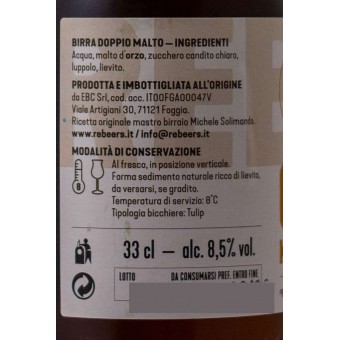 BIRRA DOPPIO MALTO — INGREDIENTI
Acqua, malto d'orzo, zucchero candito chiaro,
luppolo, lievito.
PRODOTTA E IMBOTTIGLIATA ALL'ORIGINE
da EBC Srl, cod. acc. IT00FGA00047V
Viale Artigiani 30, 71121 Foggia.
Ricetta originale mastro birraio Michele Solimando.
www.rebeers.it / info@rebeers.it
MODALITÀ DI CONSERVAZIONE
Al fresco, in posizione verticale.
Forma sedimento naturale ricco di lievito,
da versarsi, se gradito.
Temperatura di servizio: 8°C
Tipologia bicchiere: Tulip
8
33 cl — alc. 8,5% vol.
LOTTO
DA CONSUMARSI PREF. ENTRO FINE